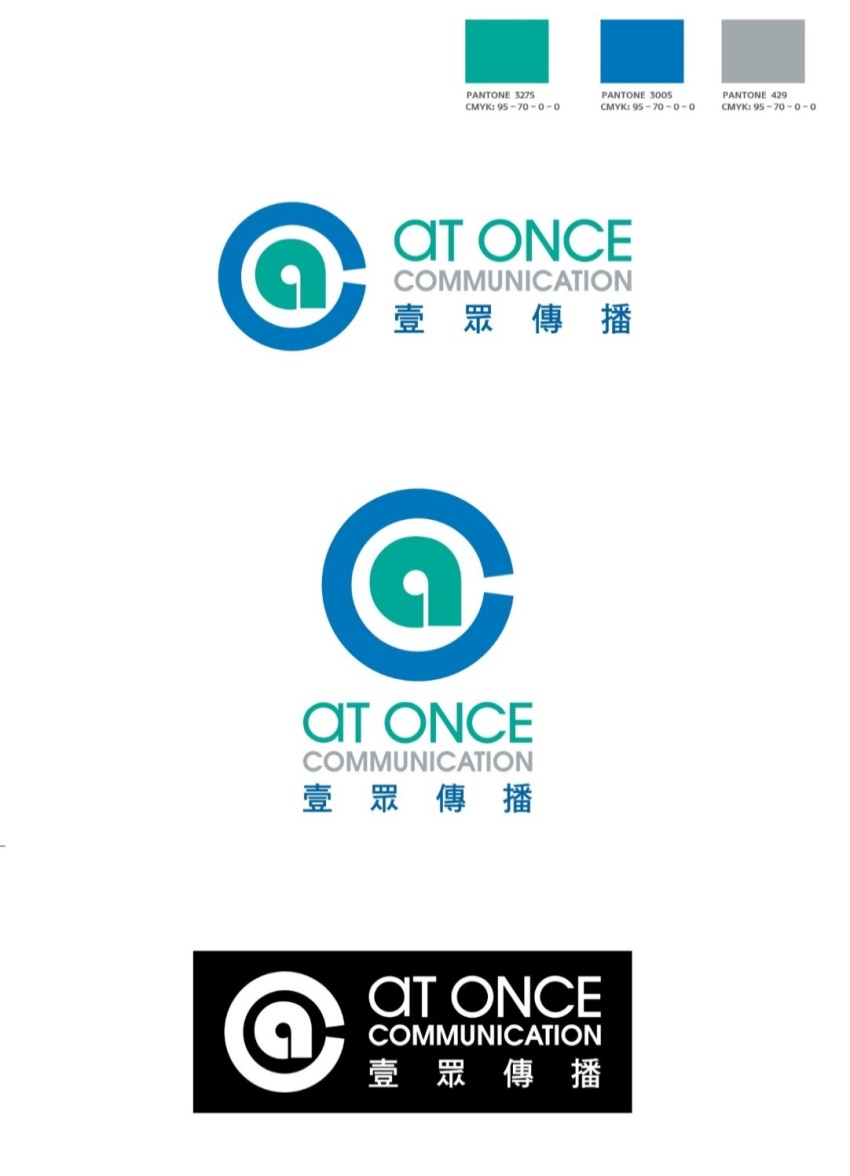 PANTONE 3275
CMYK: 95-70-0-0
PANTONE 3005
CMYK: 95-70-0-0
PANTONE 429
CMYK: 95-70-0-0
a
aT ONCE
COMMUNICATION
壹眾傳播
a
aT ONCE
COMMUNICATION
壹眾傳播
a
aT ONCE
COMMUNICATION
壹眾傳播